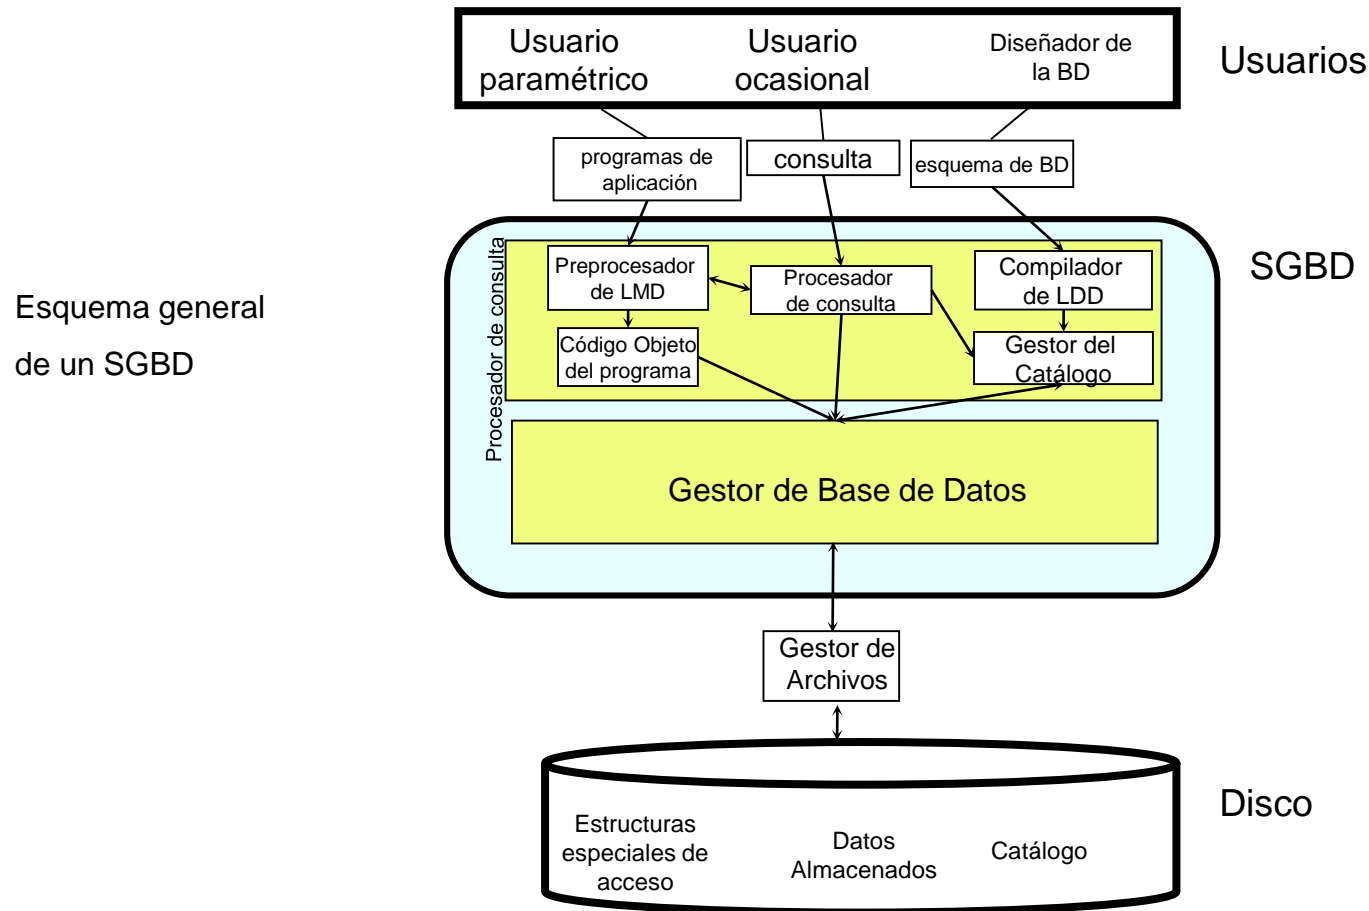 Usuario
paramétrico
Usuario
ocasional
Diseñador de
la BD
Usuarios
programas de
aplicación
consulta
esquema de BD
Procesador de consulta
Preprocesador
de LMD
Procesador
de consulta
Compilador
de LDD
SGBD
Esquema general
de un SGBD
Código Objeto
del programa
Gestor del
Catálogo
Gestor de Base de Datos
Gestor de
Archivos
Disco
Estructuras
especiales de
acceso
Datos
Almacenados
Catálogo